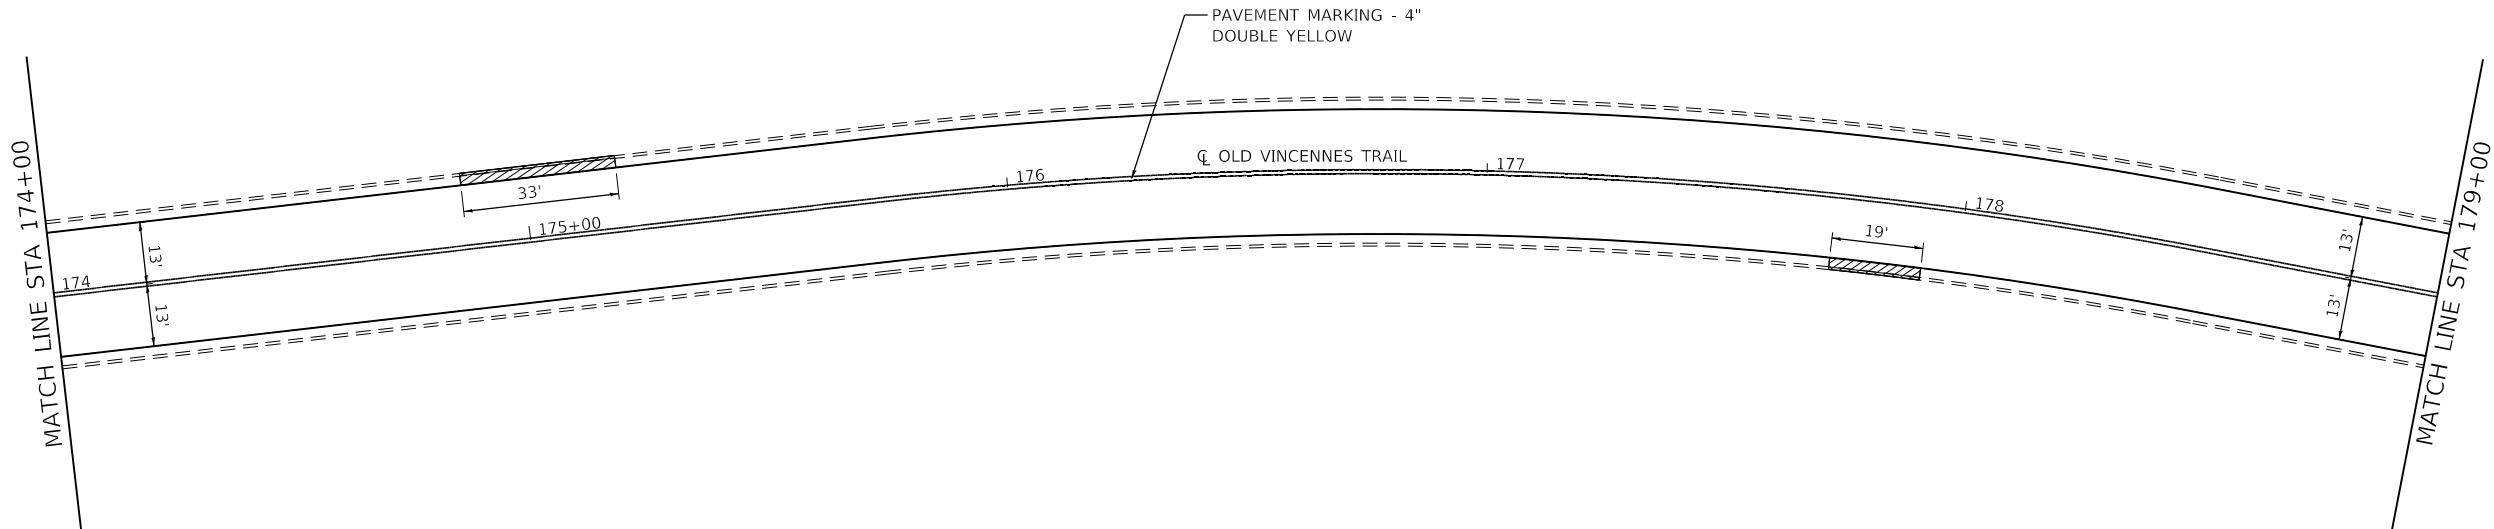 PAVEMENT MARKING - 4"
DOUBLE YELLOW
MATCH LINE STA 174+00
℄ OLD VINCENNES TRAIL
174
175+00
176
177
178
33'
19'
13'
13'
13'
13'
MATCH LINE STA 179+00